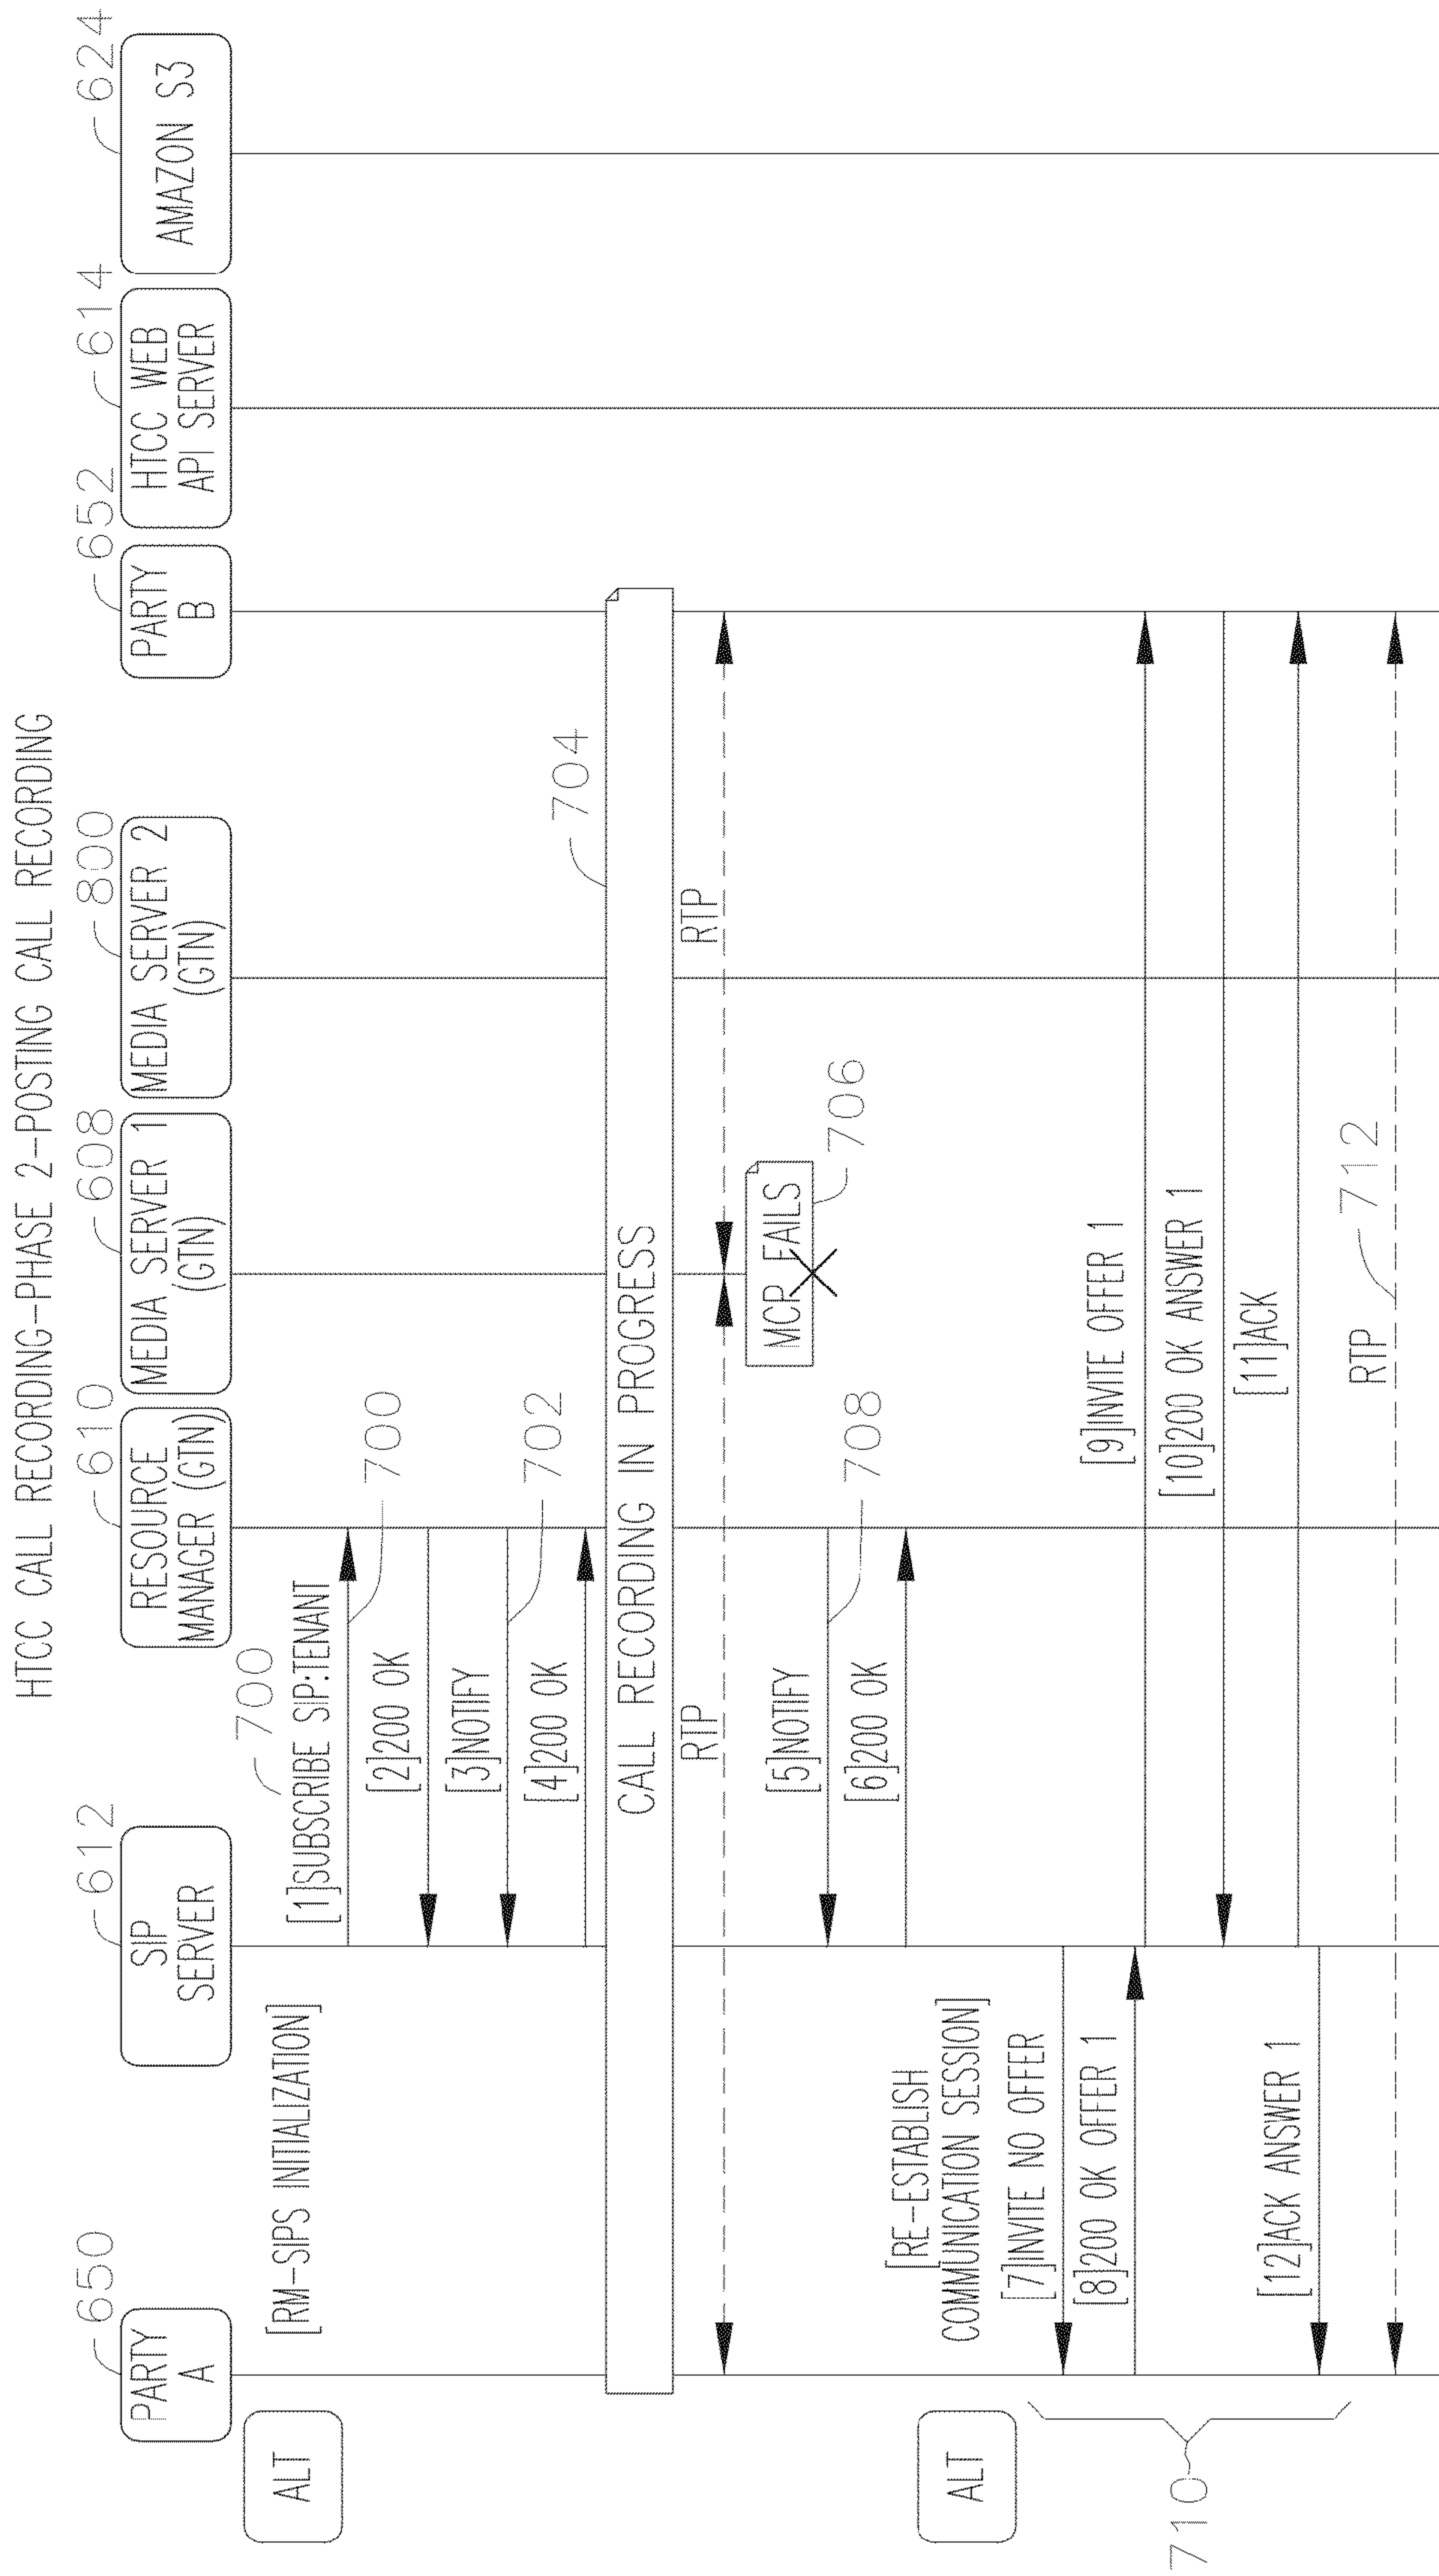 HTCC CALL RECORDING-PHASE 2-POSTING CALL RECORDING
650
612
610
608
800
652
614
624
PARTY
A
SIP
SERVER
RESOURCE
MANAGER (GTN)
MEDIA SERVER 1
(GTN)
MEDIA SERVER 2
(GTN)
PARTY
B
HTCC WEB
API SERVER
AMAZON S3
ALT
[RM-SIPS INITIALIZATION]
700
[1]SUBSCRIBE SIP:TENANT
700
[2]200 OK
[3]NOTIFY
702
[4]200 OK
704
CALL RECORDING IN PROGRESS
RTP
RTP
MCP FAILS
706
[5]NOTIFY
708
[6]200 OK
ALT
[RE-ESTABLISH
COMMUNICATION SESSION]
[7]INVITE NO OFFER
[8]200 OK OFFER 1
[9]INVITE OFFER 1
710
[10]200 OK ANSWER 1
[11]ACK
[12]ACK ANSWER 1
RTP
712